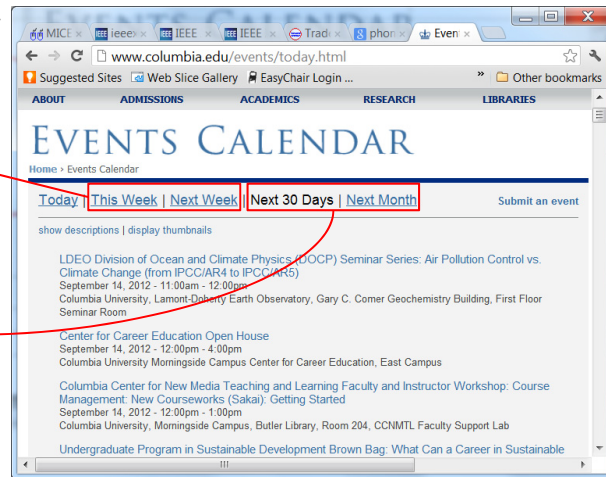 MICE IEEE ieee IEEE IEEE IEEE IEEE Trad phon Even
www.columbia.edu/events/today.html
Suggested Sites Web Slice Gallery EasyChair Login ... » Other bookmarks
ABOUT ADMISSIONS ACADEMICS RESEARCH LIBRARIES
EVENTS CALENDAR
Home › Events Calendar
Today | This Week | Next Week | Next 30 Days | Next Month Submit an event
show descriptions | display thumbnails
LDEO Division of Ocean and Climate Physics (DOCP) Seminar Series: Air Pollution Control vs.
Climate Change (from IPCC/AR4 to IPCC/AR5)
September 14, 2012 - 11:00am - 12:00pm
Columbia University, Lamont-Doherty Earth Observatory, Gary C. Comer Geochemistry Building, First Floor
Seminar Room
Center for Career Education Open House
September 14, 2012 - 12:00pm - 4:00pm
Columbia University Morningside Campus Center for Career Education, East Campus
Columbia Center for New Media Teaching and Learning Faculty and Instructor Workshop: Course
Management: New Courseworks (Sakai): Getting Started
September 14, 2012 - 12:00pm - 1:00pm
Columbia University, Morningside Campus, Butler Library, Room 204, CCNMTL Faculty Support Lab
Undergraduate Program in Sustainable Development Brown Bag: What Can a Career in Sustainable